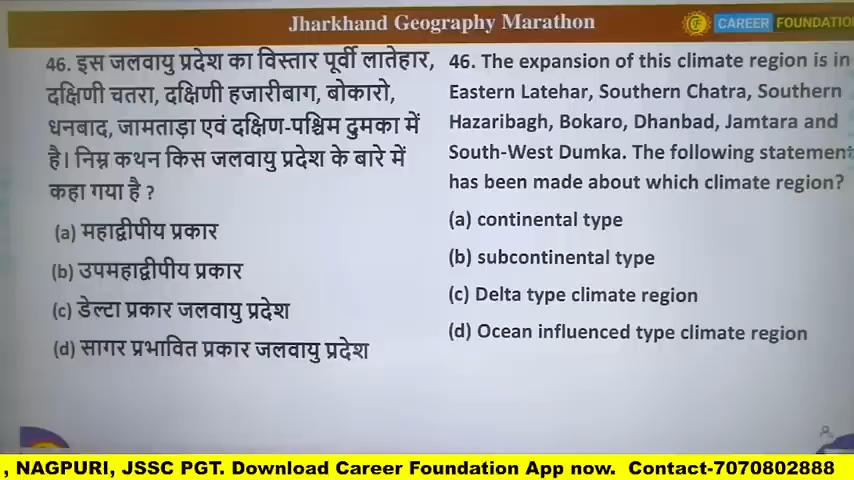 Jharkhand Geography Marathon
CAREER FOUNDATIO
46. इस जलवायु प्रदेश का विस्तार पूर्वी लातेहार,
दक्षिणी चतरा, दक्षिणी हजारीबाग, बोकारो,
धनबाद, जामताड़ा एवं दक्षिण-पश्चिम दुमका में
है। निम्न कथन किस जलवायु प्रदेश के बारे में
कहा गया है ?
(a) महाद्वीपीय प्रकार
(b) उपमहाद्वीपीय प्रकार
(c) डेल्टा प्रकार जलवायु प्रदेश
(d) सागर प्रभावित प्रकार जलवायु प्रदेश
46. The expansion of this climate region is in
Eastern Latehar, Southern Chatra, Southern
Hazaribagh, Bokaro, Dhanbad, Jamtara and
South-West Dumka. The following statement
has been made about which climate region?
(a) continental type
(b) subcontinental type
(c) Delta type climate region
(d) Ocean influenced type climate region
, NAGPURI, JSSC PGT. Download Career Foundation App now. Contact-7070802888